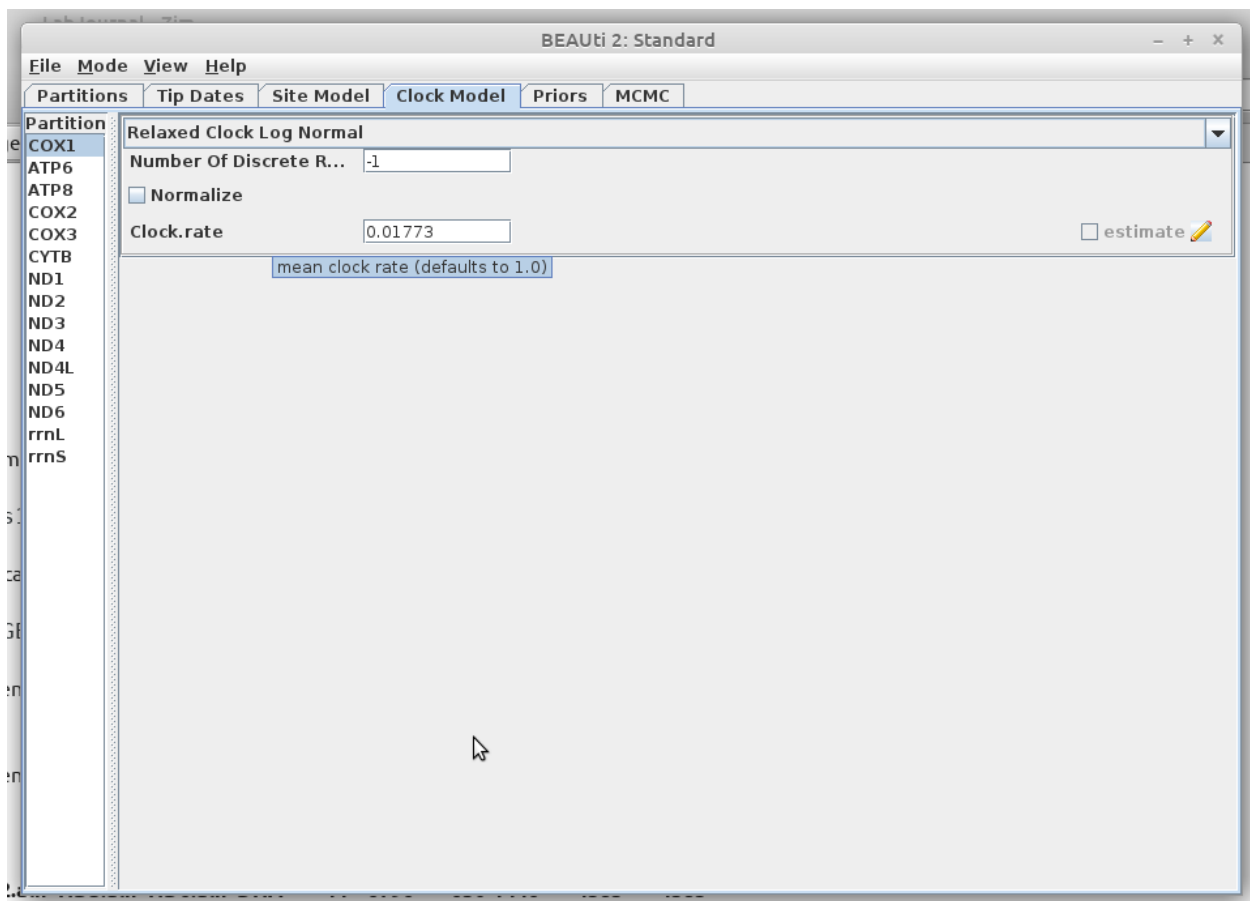 BEAUti 2: Standard
File Mode View Help
Partitions Tip Dates Site Model Clock Model Priors MCMC
Partition
COX1
ATP6
ATP8
COX2
COX3
CYTB
ND1
ND2
ND3
ND4
ND4L
ND5
ND6
rrnL
rrnS
Relaxed Clock Log Normal
Number Of Discrete R... -1
Normalize
Clock.rate 0.01773 estimate
mean clock rate (defaults to 1.0)